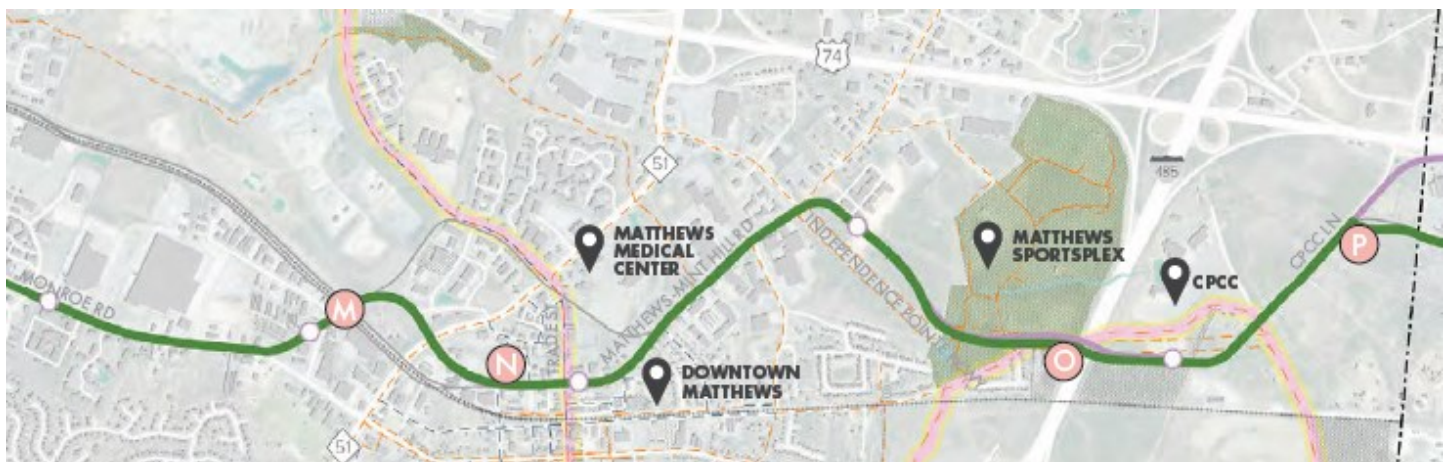 74
51
MATTHEWS
MEDICAL
CENTER
MATTHEWS-MINT HILL RD
INDEPENDENCE POINT
MATTHEWS
SPORTSPLEX
485
CPCC
CPCC LN
P
MONROE RD
M
N
TRADE ST
O
DOWNTOWN
MATTHEWS
51